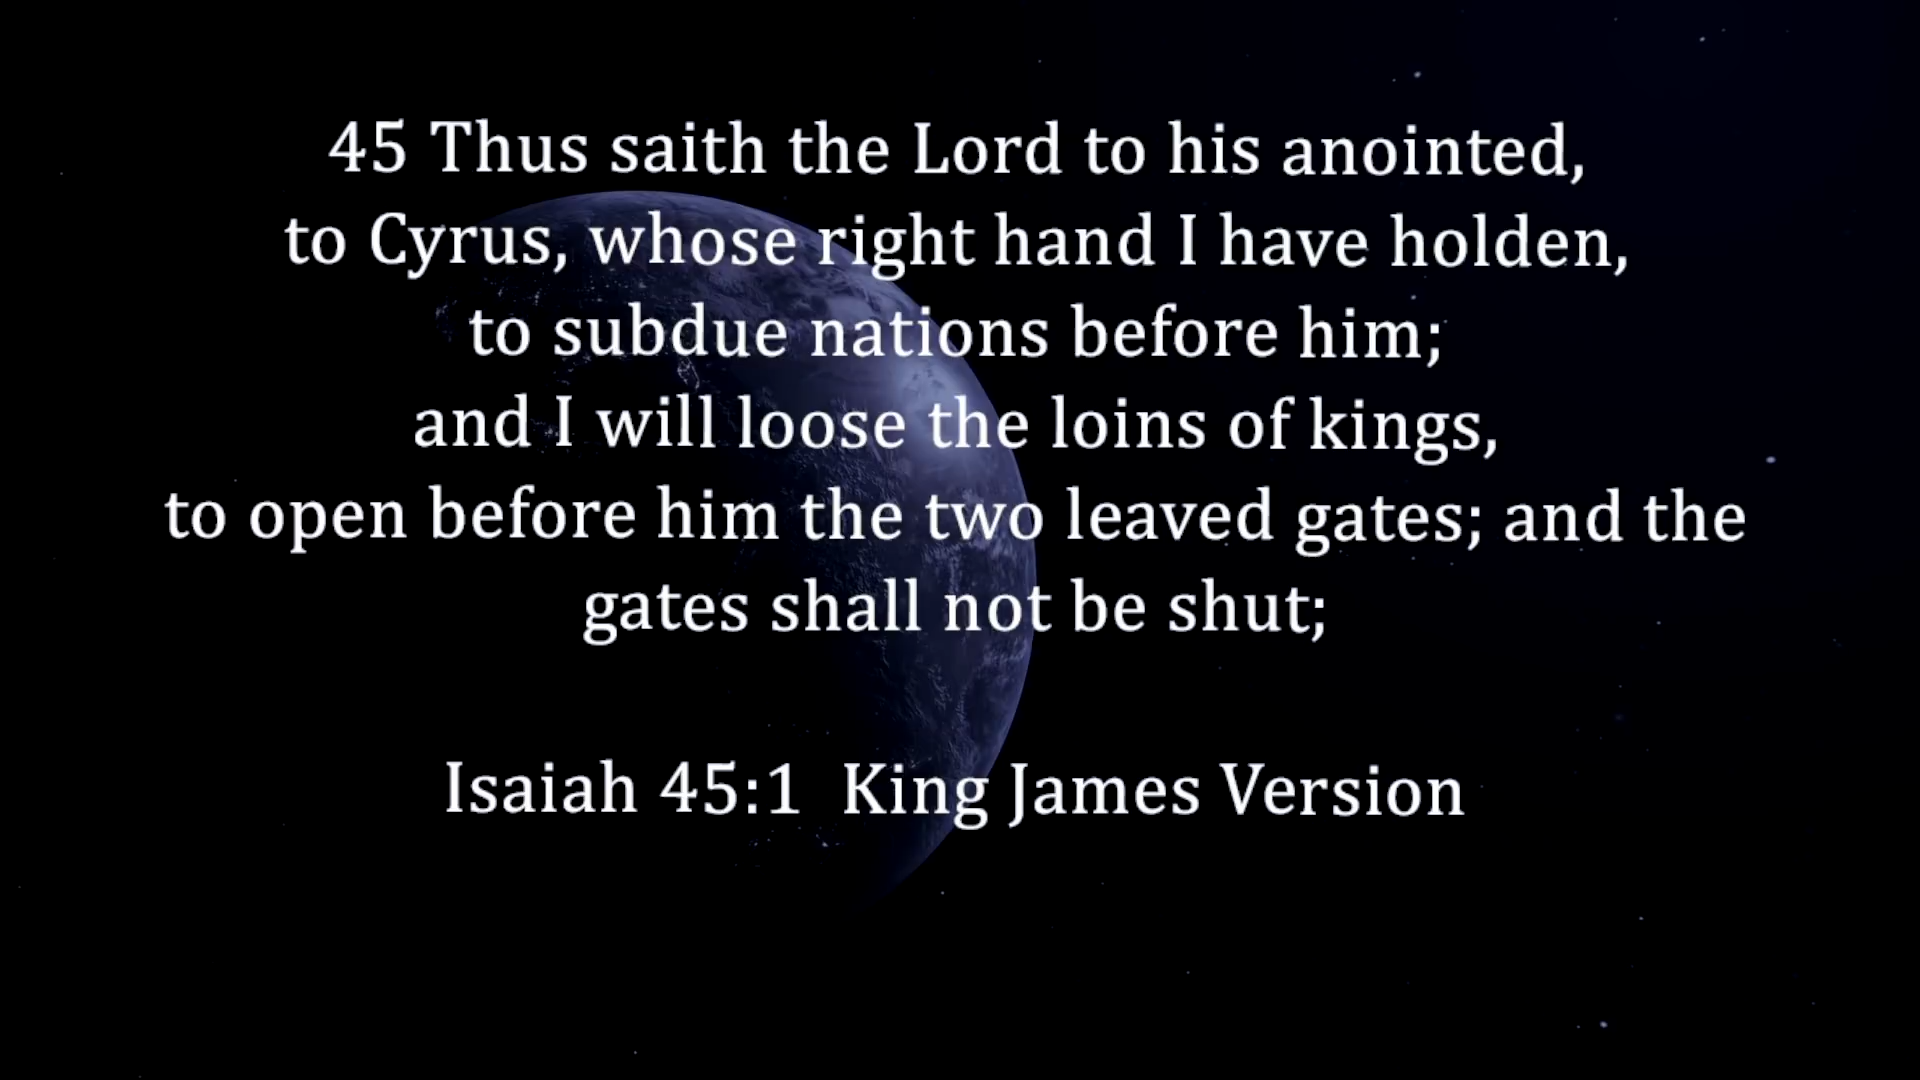 45 Thus saith the Lord to his anointed,
to Cyrus, whose right hand I have holden,
to subdue nations before him;
and I will loose the loins of kings,
to open before him the two leaved gates; and the
gates shall not be shut;
Isaiah 45:1 King James Version